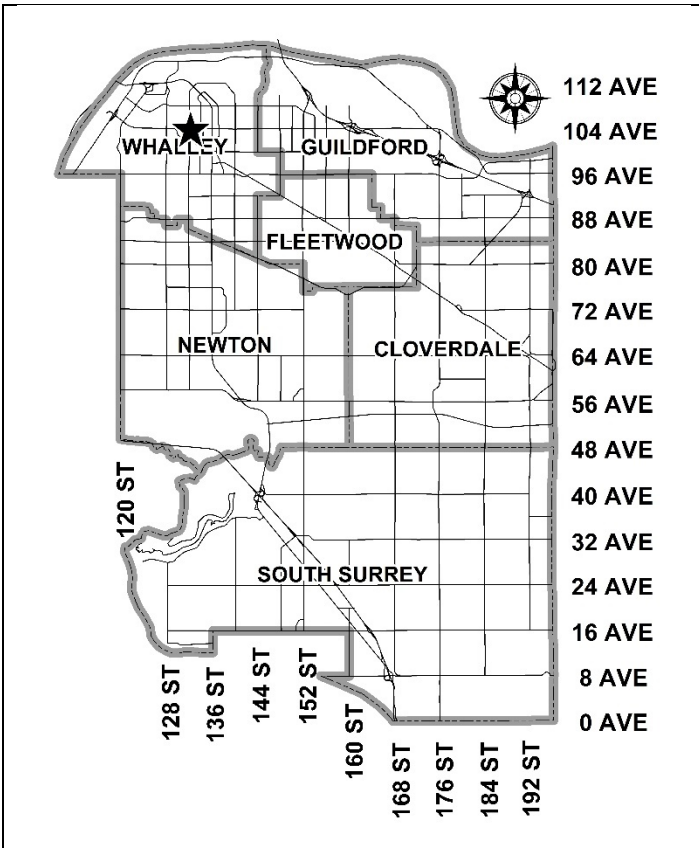 112 AVE
104 AVE
WHALLEY
GUILDFORD
96 AVE
88 AVE
FLEETWOOD
80 AVE
72 AVE
NEWTON
CLOVERDALE
64 AVE
56 AVE
48 AVE
120 ST
40 AVE
32 AVE
SOUTH SURREY
24 AVE
16 AVE
8 AVE
0 AVE
128 ST
136 ST
144 ST
152 ST
160 ST
168 ST
176 ST
184 ST
192 ST